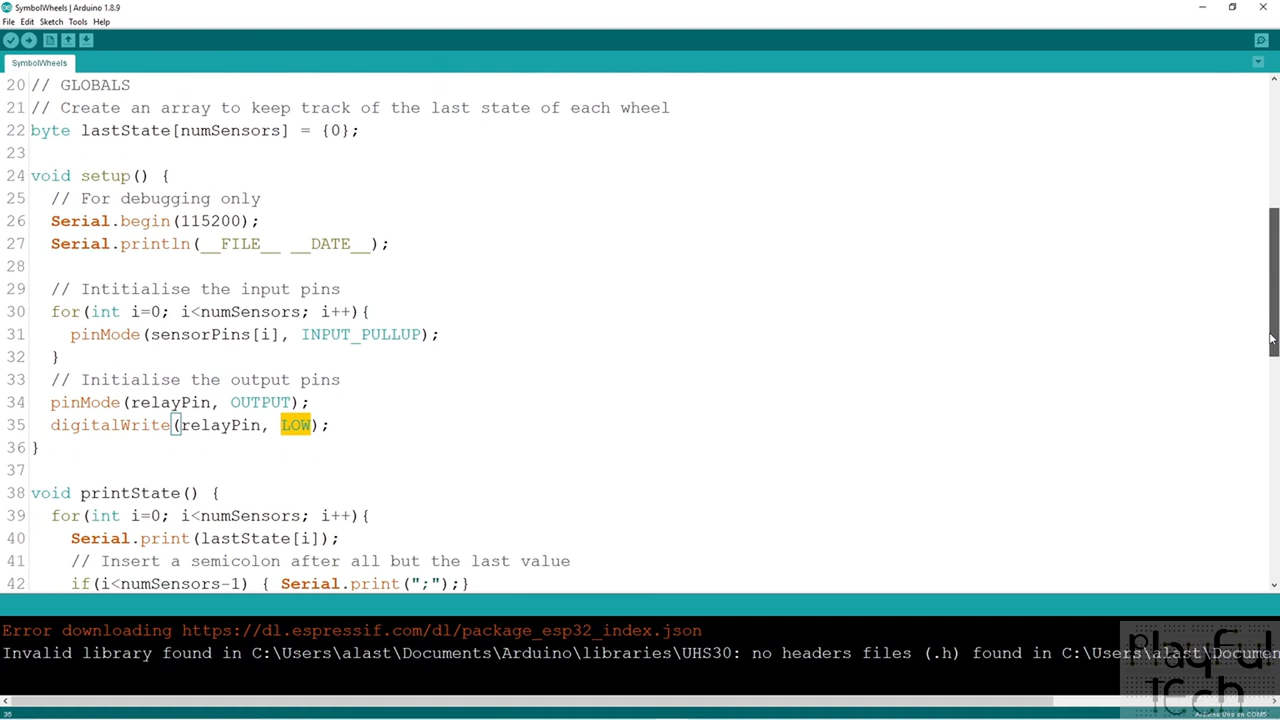 SymbolWheels | Arduino 1.8.9
File Edit Sketch Tools Help
SymbolWheels
20 // GLOBALS
21 // Create an array to keep track of the last state of each wheel
22 byte lastState[numSensors] = {0};
23
24 void setup() {
25 // For debugging only
26 Serial.begin(115200);
27 Serial.println(__FILE__ __DATE__);
28
29 // Intitialise the input pins
30 for(int i=0; i<numSensors; i++){
31 pinMode(sensorPins[i], INPUT_PULLUP);
32 }
33 // Initialise the output pins
34 pinMode(relayPin, OUTPUT);
35 digitalWrite(relayPin, LOW);
36 }
37
38 void printState() {
39 for(int i=0; i<numSensors; i++){
40 Serial.print(lastState[i]);
41 // Insert a semicolon after all but the last value
42 if(i<numSensors-1) { Serial.print(";");}
Error downloading https://dl.espressif.com/dl/package_esp32_index.json
Invalid library found in C:\Users\alast\Documents\Arduino\libraries\UHS30: no headers files (.h) found in C:\Users\alast\Documen
Playful
tech
35 Arduino Uno on COM5